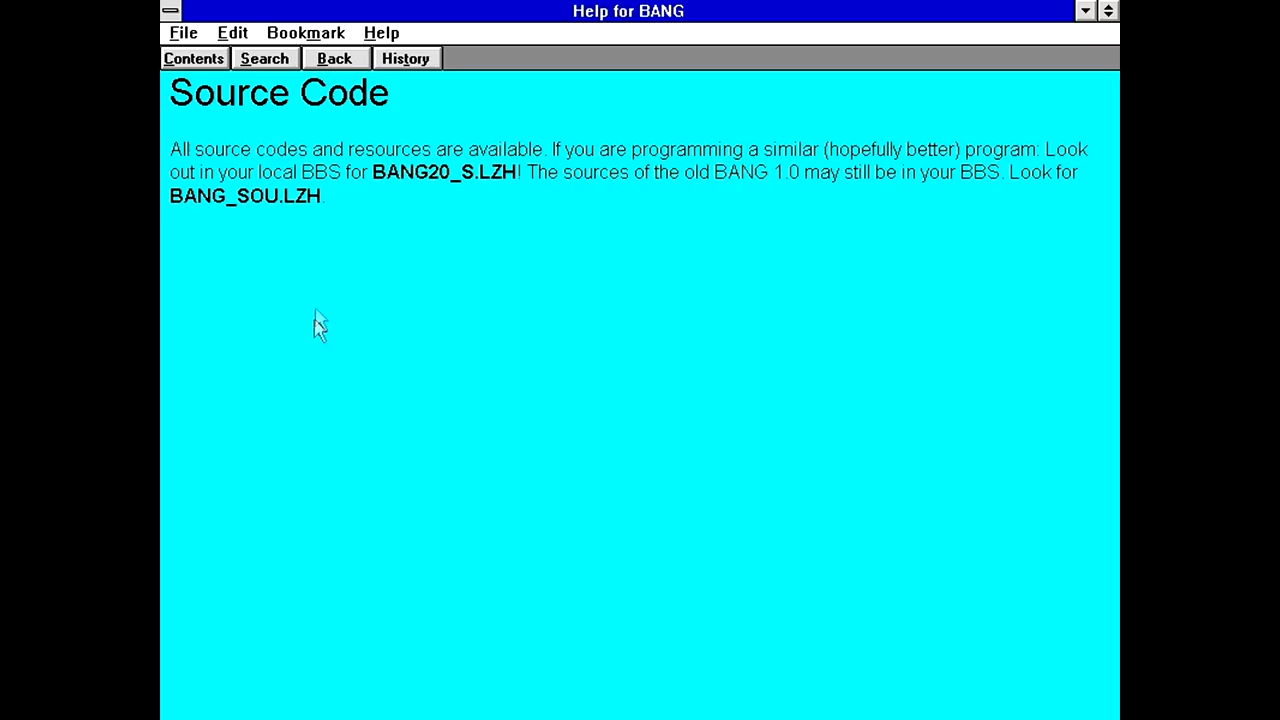 Help for BANG
File Edit Bookmark Help
Contents Search Back History
Source Code
All source codes and resources are available. If you are programming a similar (hopefully better) program: Look
out in your local BBS for BANG20_S.LZH! The sources of the old BANG 1.0 may still be in your BBS. Look for
BANG_SOU.LZH.